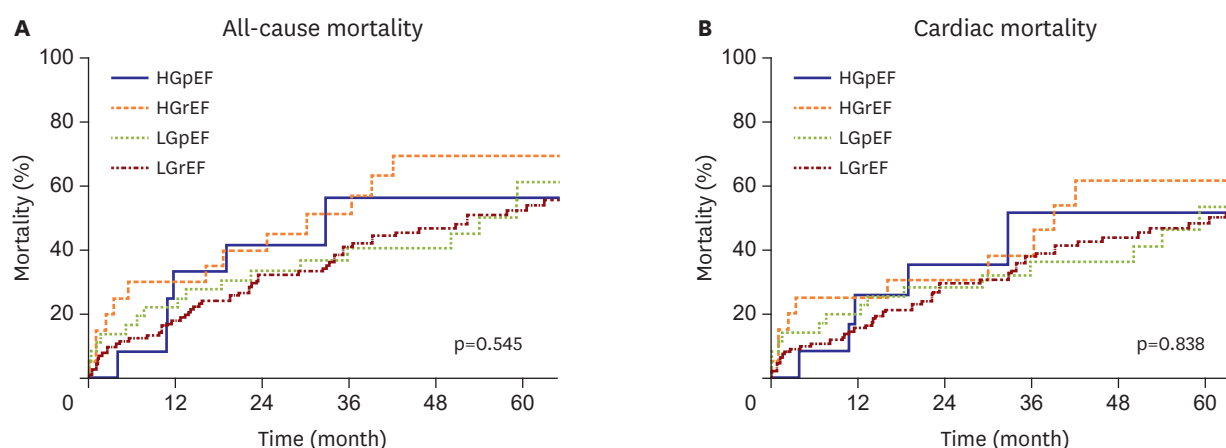 A All-cause mortality
100
80
60
40
20
0 12 24 36 48 60
Mortality (%)
Time (month)
HGpEF
HGrEF
LGpEF
LGrEF
p=0.545
B Cardiac mortality
100
80
60
40
20
0 12 24 36 48 60
Mortality (%)
Time (month)
HGpEF
HGrEF
LGpEF
LGrEF
p=0.838